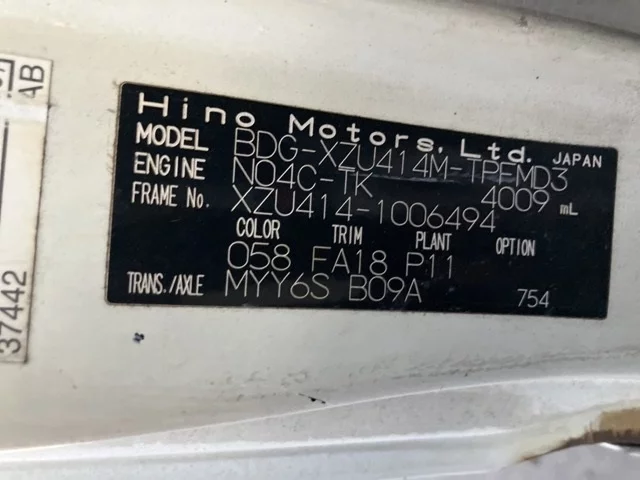 Hino Motors, Ltd. JAPAN
MODEL BDG-XZU414M-TPFMD3
ENGINE N04C-TK 4009 mL
FRAME No. XZU414-1006494
COLOR TRIM PLANT OPTION
058 FA18 P11
TRANS./AXLE MYY6S B09A 754
AB
37442